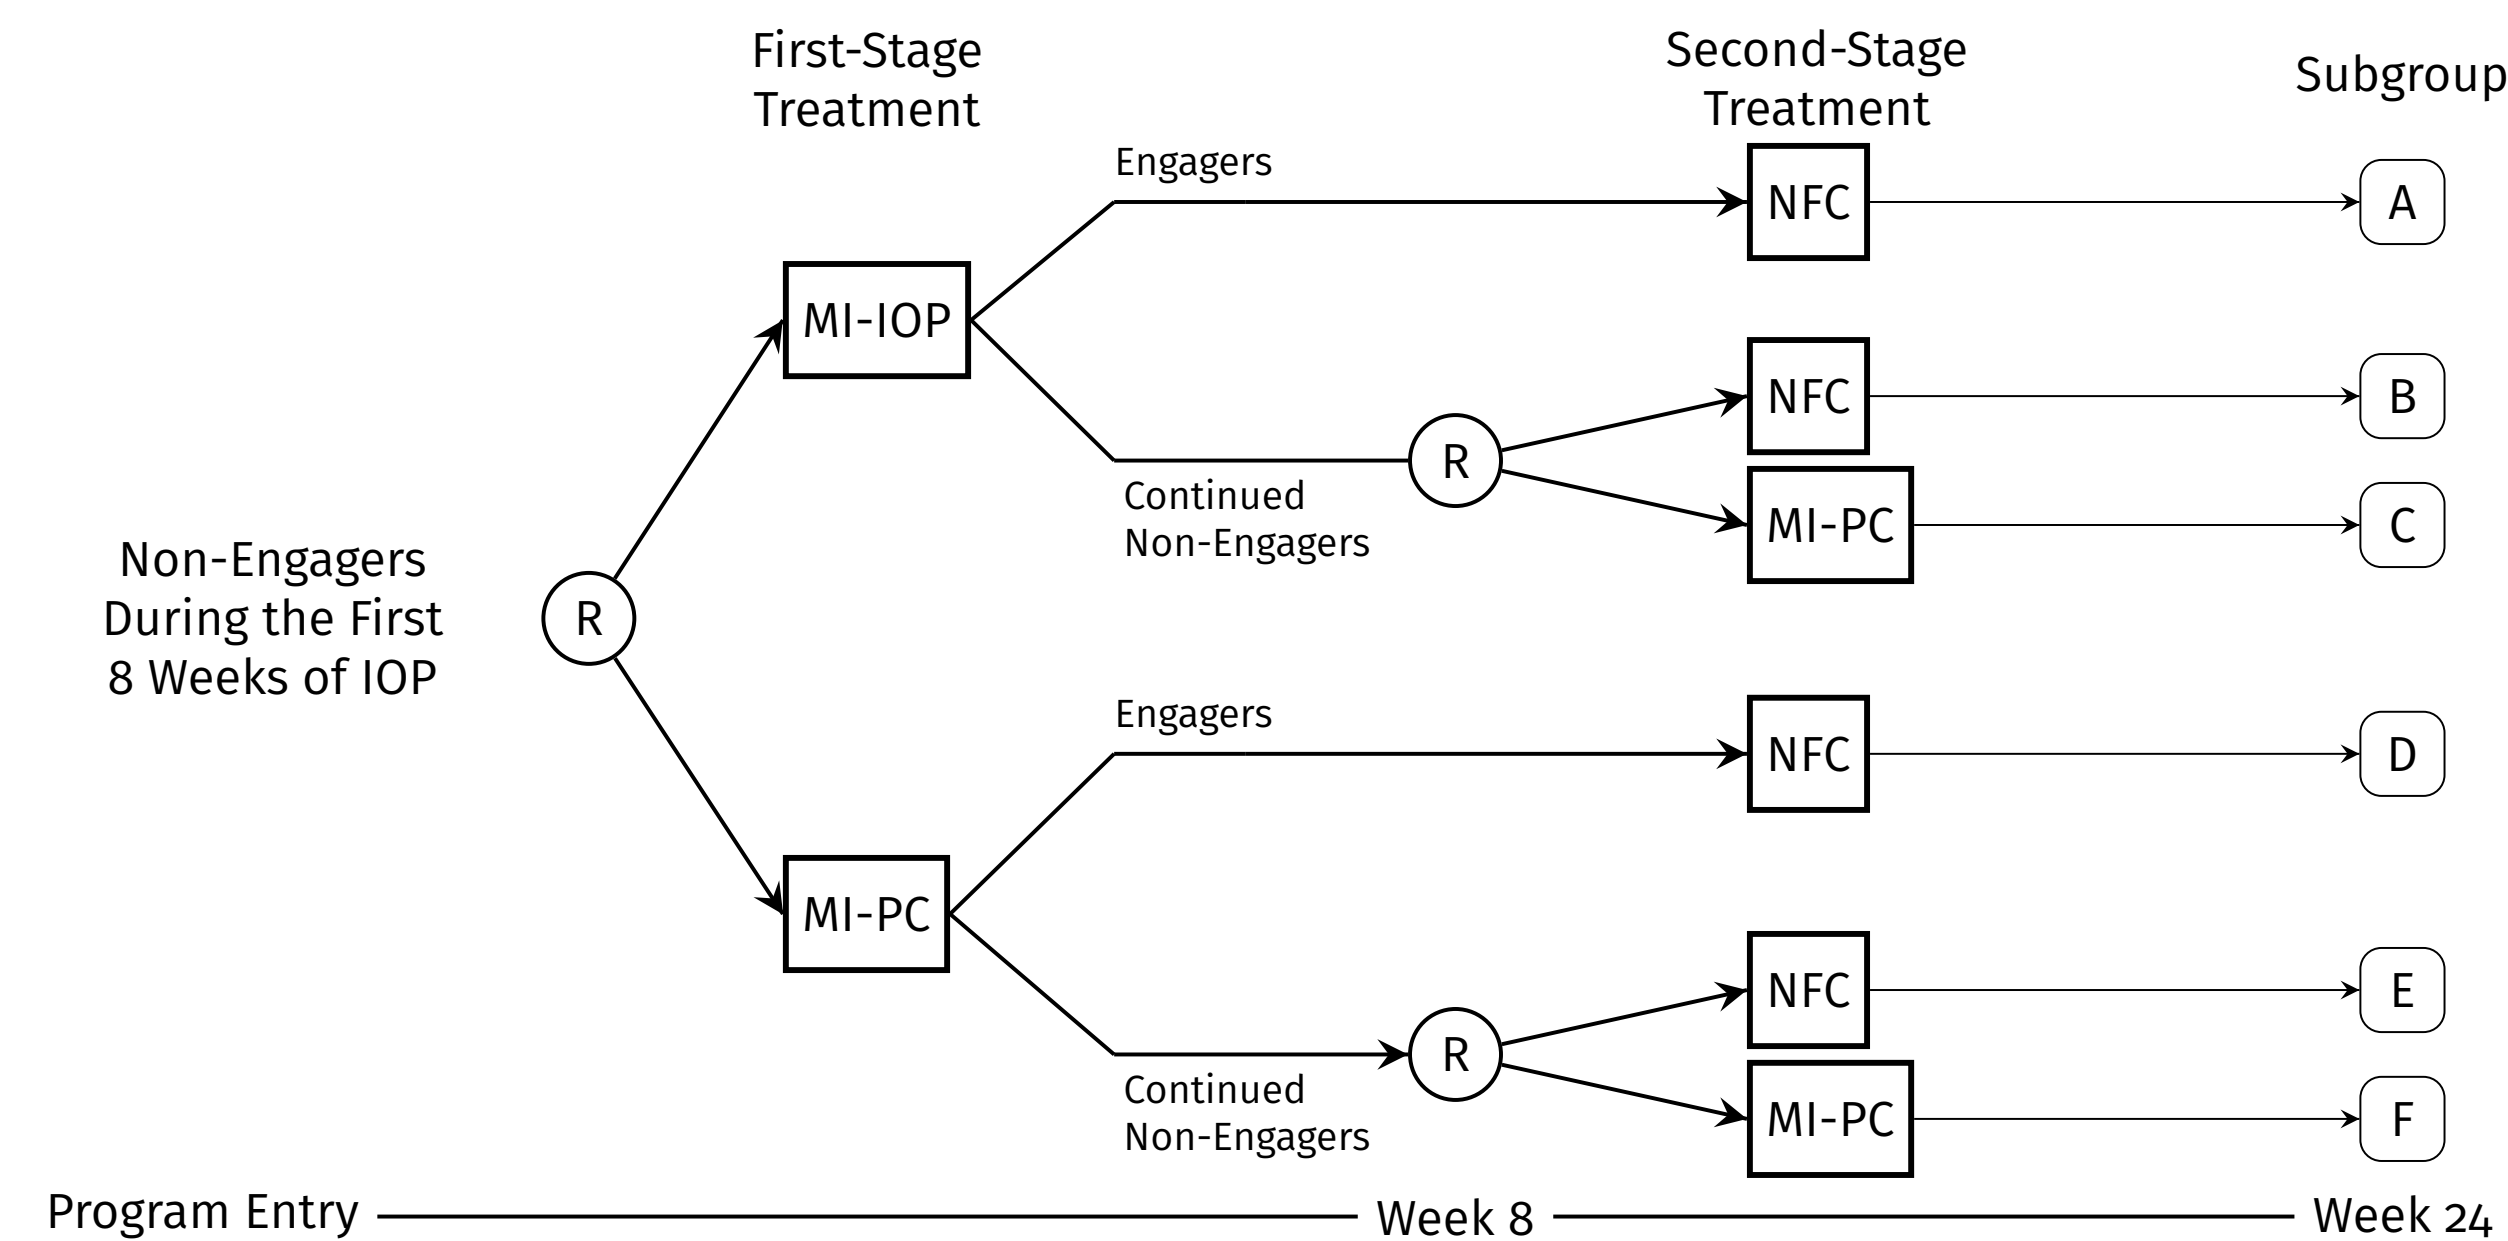 First-Stage
Treatment
Second-Stage
Treatment
Subgroup
Engagers
NFC
A
MI-IOP
NFC
B
R
Continued
Non-Engagers
MI-PC
C
Non-Engagers
During the First
8 Weeks of IOP
R
Engagers
NFC
D
MI-PC
NFC
E
R
Continued
Non-Engagers
MI-PC
F
Program Entry
Week 8
Week 24